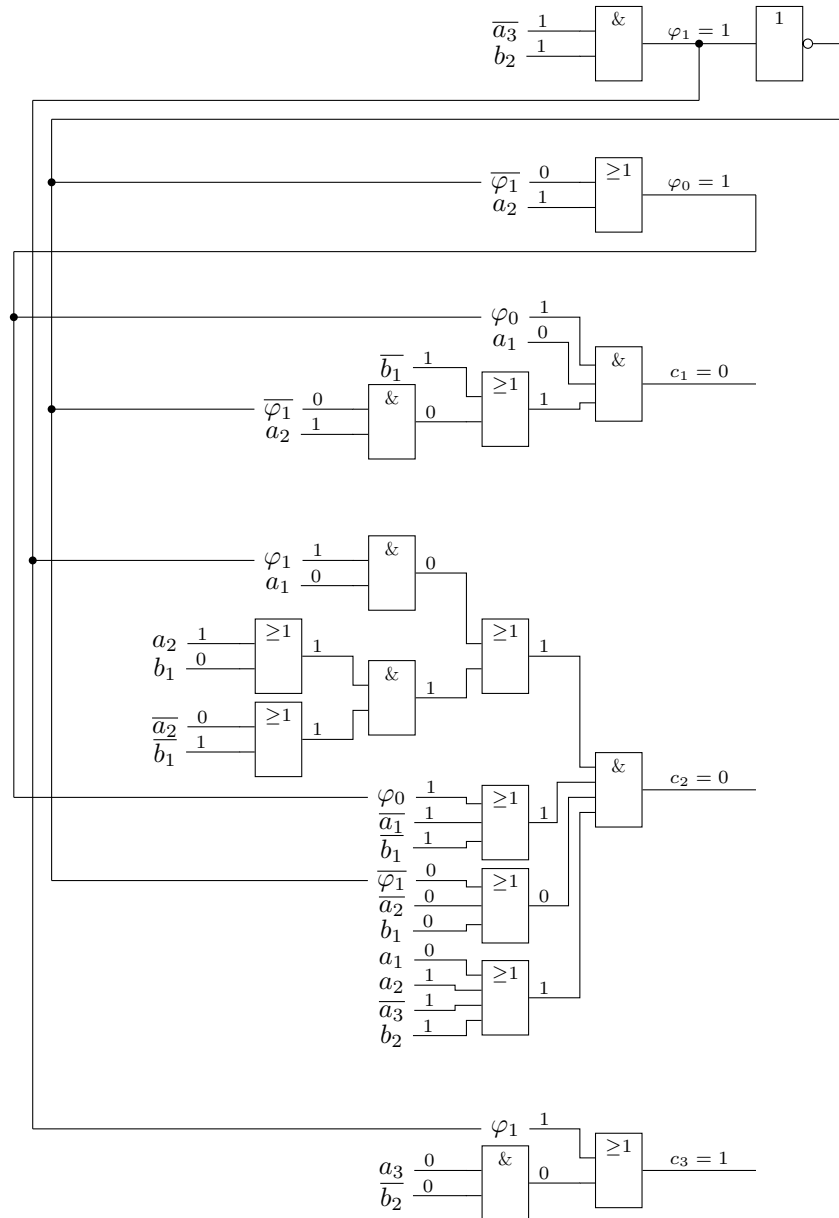 a̅₃ 1 & φ₁ = 1 1
b₂ 1
φ̅₁ 0 ≥1 φ₀ = 1
a₂ 1
φ₀ 1
a₁ 0 &
b̅₁ 1 ≥1 c₁ = 0
φ̅₁ 0 & 0 1
a₂ 1
φ₁ 1 & 0
a₁ 0
a₂ 1 ≥1 1 ≥1 1
b₁ 0 & 1
a̅₂ 0 ≥1 1
b̅₁ 1
& c₂ = 0
φ₀ 1 ≥1 1
a̅₁ 1
b̅₁ 1
φ̅₁ 0 ≥1 0
a̅₂ 0
b₁ 0
a₁ 0 ≥1 1
a₂ 1
a̅₃ 1
b₂ 1
φ₁ 1 ≥1 c₃ = 1
a₃ 0 & 0
b̅₂ 0